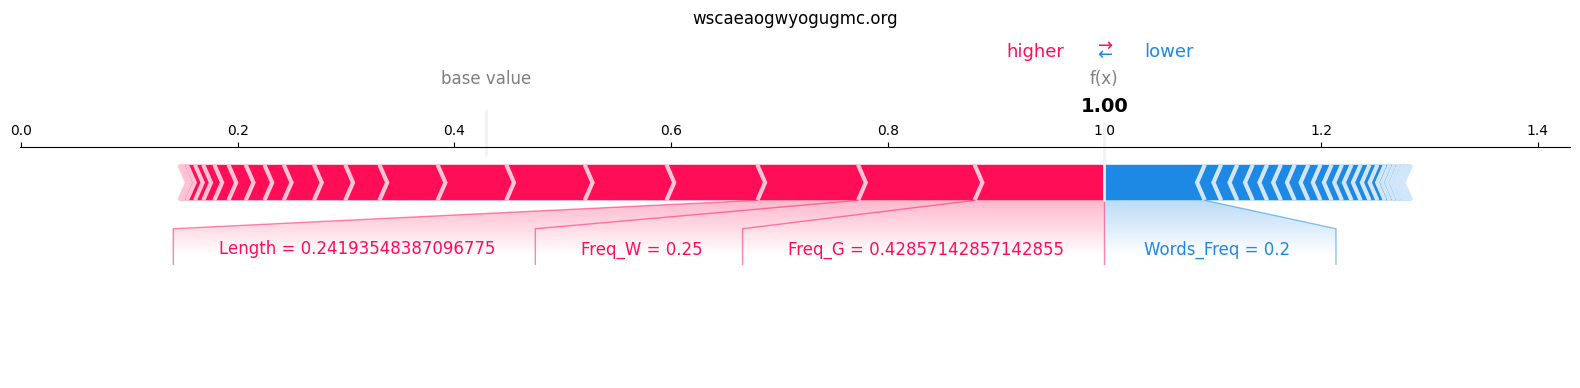 wscaeaogwyogugmc.org
higher ⇄ lower
base value f(x)
1.00
0.0 0.2 0.4 0.6 0.8 1.0 1.2 1.4
Length = 0.24193548387096775 Freq_W = 0.25 Freq_G = 0.42857142857142855 Words_Freq = 0.2